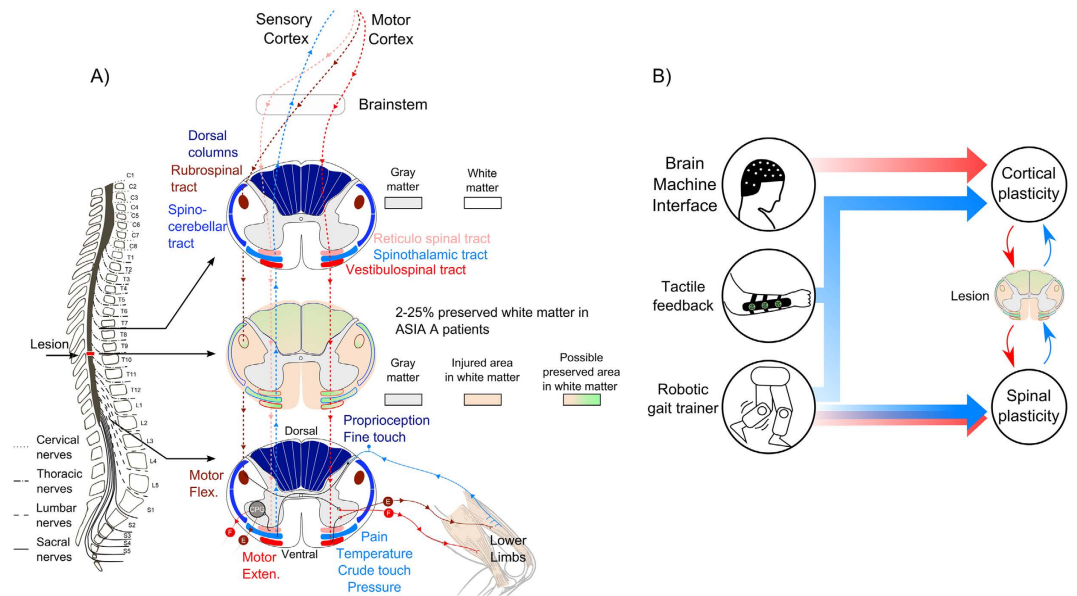 A)
Sensory
Cortex
Motor
Cortex
Brainstem
Dorsal
columns
Rubrospinal
tract
Spino-
cerebellar
tract
Gray
matter
White
matter
Reticulo spinal tract
Spinothalamic tract
Vestibulospinal tract
C1
C2
C3
C4
C5
C6
C7
C8
T1
T2
T3
T4
T5
T6
T7
T8
T9
T10
T11
T12
L1
L2
L3
L4
L5
S1
S2
S3
S4
S5
Lesion
2-25% preserved white matter in
ASIA A patients
Gray
matter
Injured area
in white matter
Possible
preserved area
in white matter
Cervical
nerves
Thoracic
nerves
Lumbar
nerves
Sacral
nerves
Dorsal
Proprioception
Fine touch
Motor
Flex.
CPG
F
E
E
F
Motor
Exten.
Ventral
Pain
Temperature
Crude touch
Pressure
Lower
Limbs
B)
Brain
Machine
Interface
Tactile
feedback
Robotic
gait trainer
Cortical
plasticity
Lesion
Spinal
plasticity